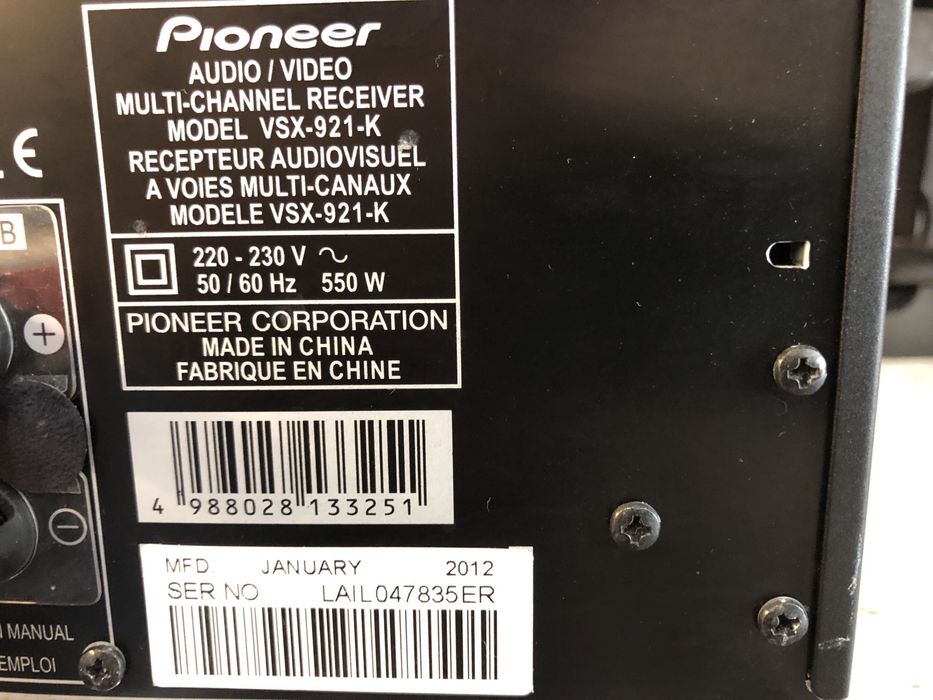 Pioneer
AUDIO / VIDEO
MULTI-CHANNEL RECEIVER
MODEL VSX-921-K
RECEPTEUR AUDIOVISUEL
A VOIES MULTI-CANAUX
MODELE VSX-921-K
CE
B
220 - 230 V ~
50 / 60 Hz 550 W
+
PIONEER CORPORATION
MADE IN CHINA
FABRIQUE EN CHINE
4 988028 133251
−
MFD JANUARY 2012
SER NO LAIL047835ER
MANUAL
EMPLOI